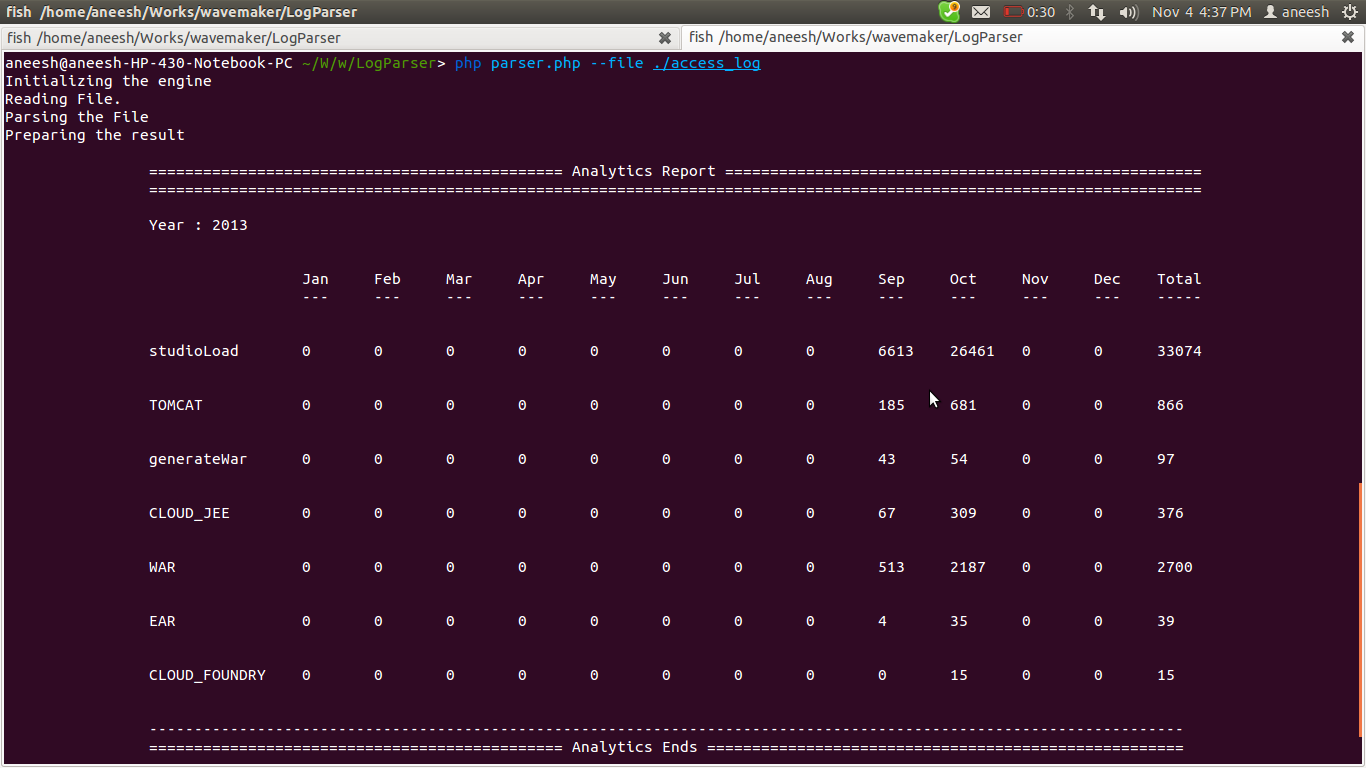 fish /home/aneesh/Works/wavemaker/LogParser 9 0:30 Nov 4 4:37 PM aneesh
fish /home/aneesh/Works/wavemaker/LogParser fish /home/aneesh/Works/wavemaker/LogParser
aneesh@aneesh-HP-430-Notebook-PC ~/W/w/LogParser> php parser.php --file ./access_log
Initializing the engine
Reading File.
Parsing the File
Preparing the result
============================================== Analytics Report =====================================================
=====================================================================================================================
Year : 2013
Jan Feb Mar Apr May Jun Jul Aug Sep Oct Nov Dec Total
--- --- --- --- --- --- --- --- --- --- --- --- -----
studioLoad 0 0 0 0 0 0 0 0 6613 26461 0 0 33074
TOMCAT 0 0 0 0 0 0 0 0 185 681 0 0 866
generateWar 0 0 0 0 0 0 0 0 43 54 0 0 97
CLOUD_JEE 0 0 0 0 0 0 0 0 67 309 0 0 376
WAR 0 0 0 0 0 0 0 0 513 2187 0 0 2700
EAR 0 0 0 0 0 0 0 0 4 35 0 0 39
CLOUD_FOUNDRY 0 0 0 0 0 0 0 0 0 15 0 0 15
-------------------------------------------------------------------------------------------------------------------
============================================== Analytics Ends =====================================================